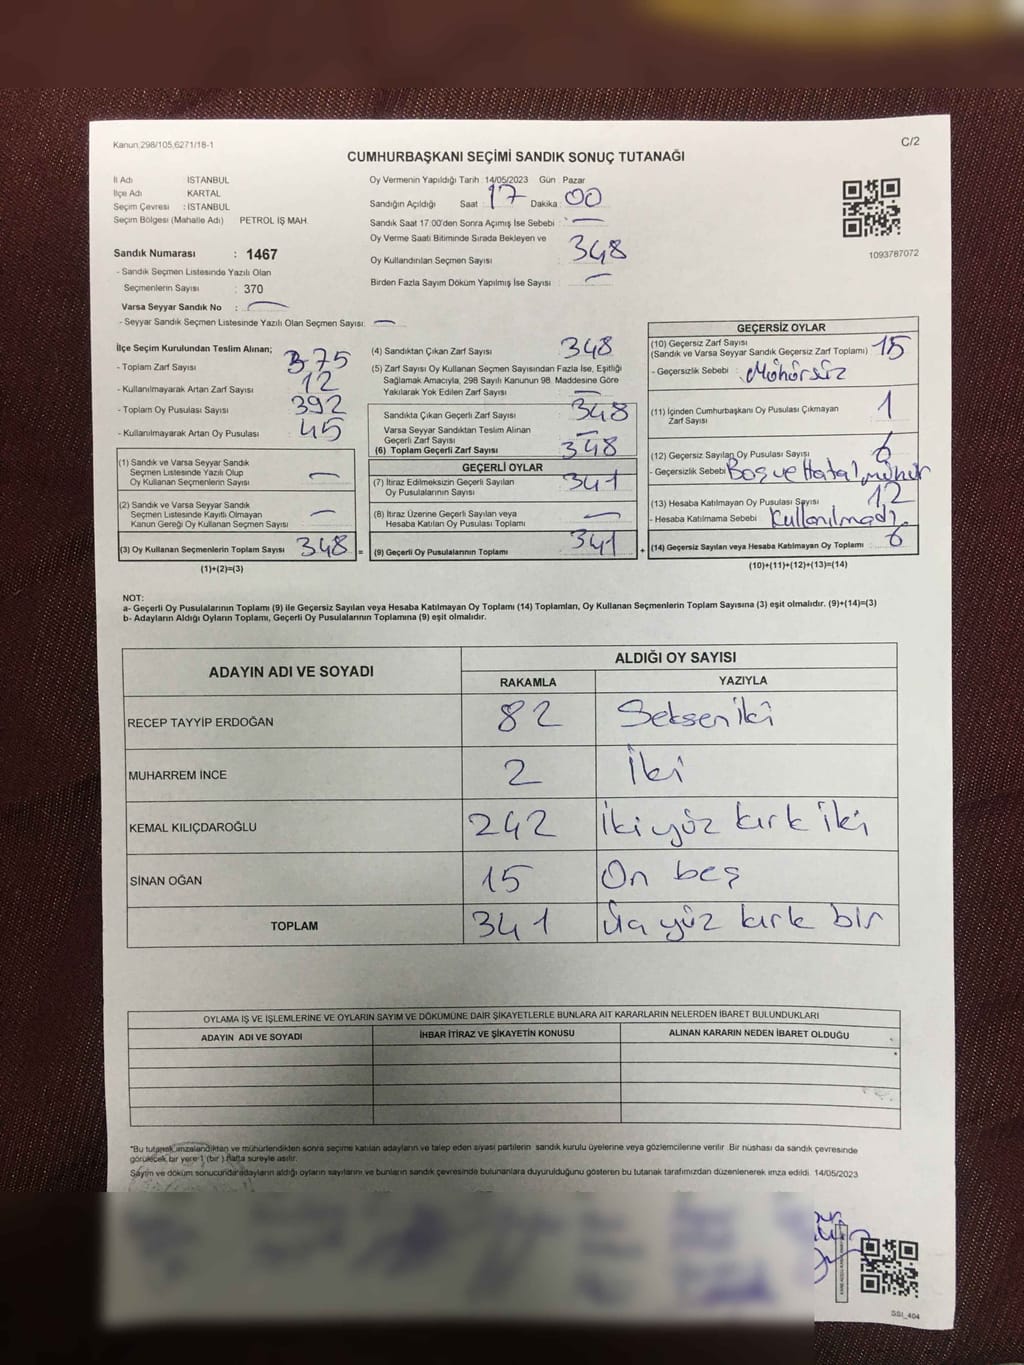 Kanun,298/105,6271/18-1
C/2
CUMHURBAŞKANI SEÇİMİ SANDIK SONUÇ TUTANAĞI
İl Adı İSTANBUL
İlçe Adı KARTAL
Seçim Çevresi : İSTANBUL
Seçim Bölgesi (Mahalle Adı) PETROL İŞ MAH.
Sandık Numarası : 1467
- Sandık Seçmen Listesinde Yazılı Olan
Seçmenlerin Sayısı : 370
Varsa Seyyar Sandık No : —
- Seyyar Sandık Seçmen Listesinde Yazılı Olan Seçmen Sayısı: —
Oy Vermenin Yapıldığı Tarih 14/05/2023 Gün Pazar
Sandığın Açıldığı Saat 17 Dakika 00
Sandık Saat 17:00'den Sonra Açımış İse Sebebi : —
Oy Verme Saati Bitiminde Sırada Bekleyen ve
Oy Kullandırılan Seçmen Sayısı 348
Birden Fazla Sayım Döküm Yapılmış İse Sayısı : —
1093787072
İlçe Seçim Kurulundan Teslim Alınan;
- Toplam Zarf Sayısı 375
- Kullanılmayarak Artan Zarf Sayısı 12
- Toplam Oy Pusulası Sayısı 392
- Kullanılmayarak Artan Oy Pusulası 45
(1) Sandık ve Varsa Seyyar Sandık
Seçmen Listesinde Yazılı Olup
Oy Kullanan Seçmenlerin Sayısı —
(2) Sandık ve Varsa Seyyar Sandık
Seçmen Listesinde Kayıtlı Olmayan
Kanun Gereği Oy Kullanan Seçmen Sayısı —
(3) Oy Kullanan Seçmenlerin Toplam Sayısı 348 =
(1)+(2)=(3)
(4) Sandıktan Çıkan Zarf Sayısı 348
(5) Zarf Sayısı Oy Kullanan Seçmen Sayısından Fazla İse, Eşitliği
Sağlamak Amacıyla, 298 Sayılı Kanunun 98. Maddesine Göre
Yakılarak Yok Edilen Zarf Sayısı —
Sandıkta Çıkan Geçerli Zarf Sayısı 348
Varsa Seyyar Sandıktan Teslim Alınan
Geçerli Zarf Sayısı —
(6) Toplam Geçerli Zarf Sayısı 348
GEÇERLİ OYLAR
(7) İtiraz Edilmeksizin Geçerli Sayılan
Oy Pusulalarının Sayısı 341
(8) İtiraz Üzerine Geçerli Sayılan veya
Hesaba Katılan Oy Pusulası Toplamı —
(9) Geçerli Oy Pusulalarının Toplamı 341 +
GEÇERSİZ OYLAR
(10) Geçersiz Zarf Sayısı
(Sandık ve Varsa Seyyar Sandık Geçersiz Zarf Toplamı) 15
- Geçersizlik Sebebi : Mühürsüz
(11) İçinden Cumhurbaşkanı Oy Pusulası Çıkmayan
Zarf Sayısı 1
(12) Geçersiz Sayılan Oy Pusulası Sayısı 6
- Geçersizlik Sebebi Boş ve Hatalı mühür
(13) Hesaba Katılmayan Oy Pusulası Sayısı 12
- Hesaba Katılmama Sebebi Kullanılmadı.
(14) Geçersiz Sayılan veya Hesaba Katılmayan Oy Toplamı 6
(10)+(11)+(12)+(13)=(14)
NOT:
a- Geçerli Oy Pusulalarının Toplamı (9) ile Geçersiz Sayılan veya Hesaba Katılmayan Oy Toplamı (14) Toplamları, Oy Kullanan Seçmenlerin Toplam Sayısına (3) eşit olmalıdır. (9)+(14)=(3)
b- Adayların Aldığı Oyların Toplamı, Geçerli Oy Pusulalarının Toplamına (9) eşit olmalıdır.
ADAYIN ADI VE SOYADI ALDIĞI OY SAYISI
RAKAMLA YAZIYLA
RECEP TAYYİP ERDOĞAN 82 Seksen iki
MUHARREM İNCE 2 İki
KEMAL KILIÇDAROĞLU 242 İki yüz kırk iki
SİNAN OĞAN 15 On beş
TOPLAM 341 Üç yüz kırk bir
OYLAMA İŞ VE İŞLEMLERİNE VE OYLARIN SAYIM VE DÖKÜMÜNE DAİR ŞİKAYETLERLE BUNLARA AİT KARARLARIN NELERDEN İBARET BULUNDUKLARI
ADAYIN ADI VE SOYADI İHBAR İTİRAZ VE ŞİKAYETİN KONUSU ALINAN KARARIN NEDEN İBARET OLDUĞU
"Bu tutanak imzalandıktan ve mühürlendikten sonra seçime katılan adayların ve talep eden siyasi partilerin sandık kurulu üyelerine veya gözlemcilerine verilir Bir nüshası da sandık çevresinde
görülecek bir yere 1 (bir ) hafta süreyle asılır.
Sayım ve döküm sonucunda adayların aldığı oyların sayılarını ve bunların sandık çevresinde bulunanlara duyurulduğunu gösteren bu tutanak tarafımızdan düzenlenerek imza edildi. 14/05/2023
SSI_404